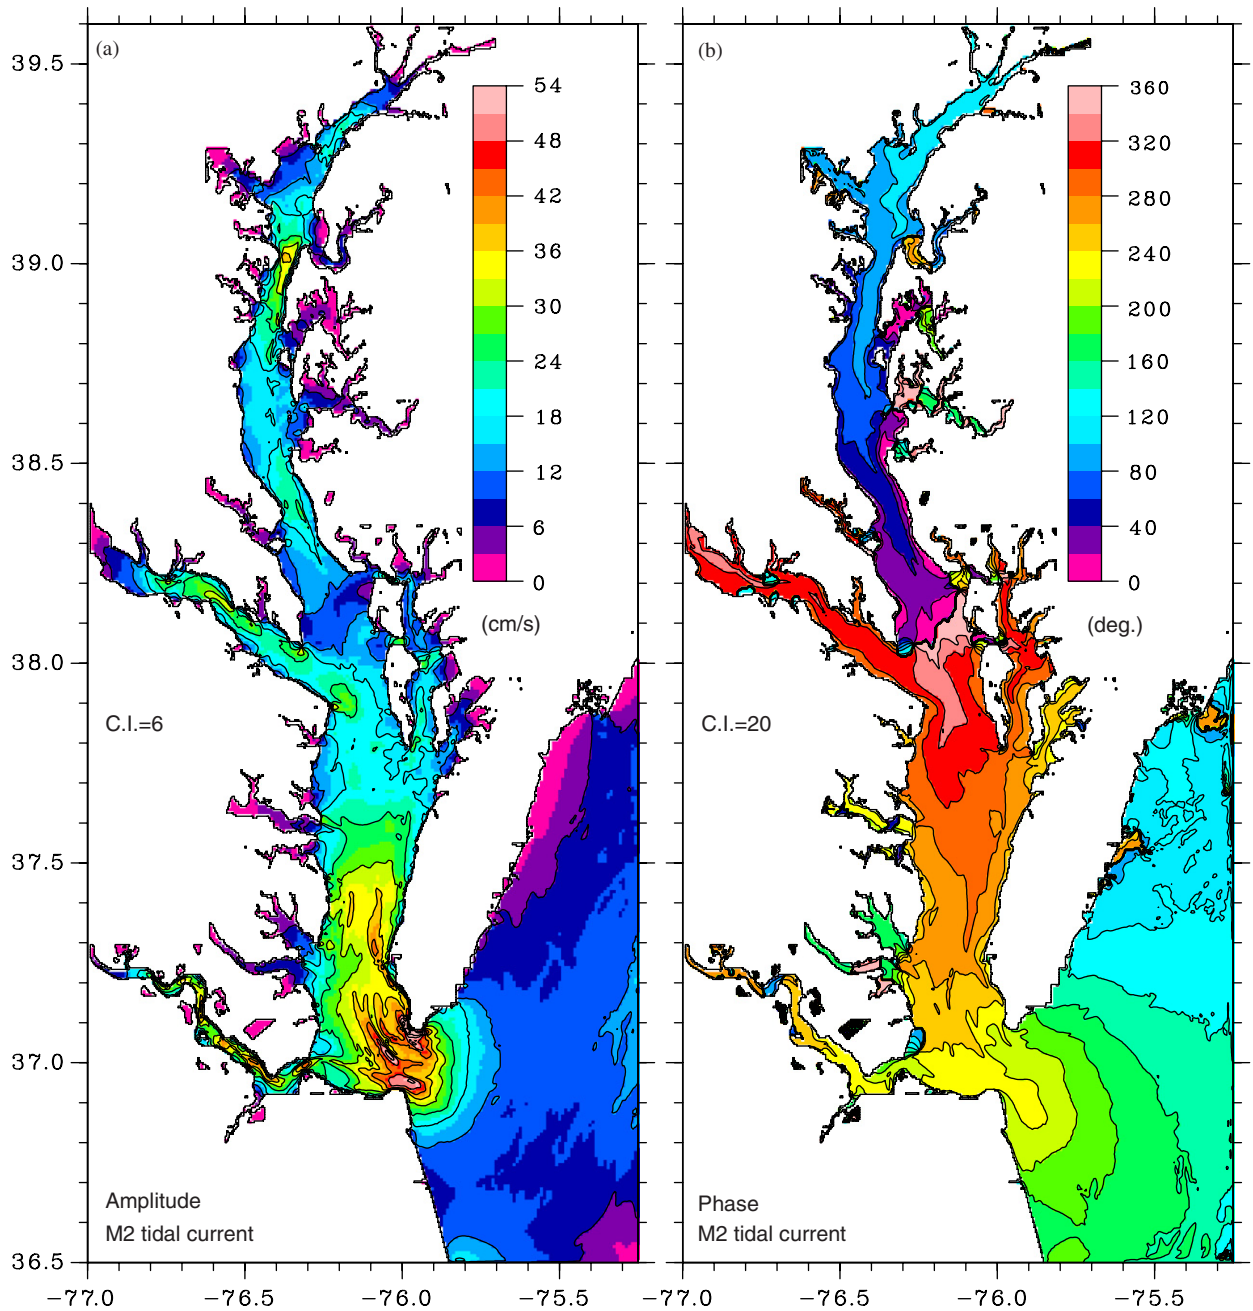 (a)
(b)
39.5
39.0
38.5
38.0
37.5
37.0
36.5
54
48
42
36
30
24
18
12
6
0
(cm/s)
360
320
280
240
200
160
120
80
40
0
(deg.)
C.I.=6
C.I.=20
Amplitude
M2 tidal current
Phase
M2 tidal current
−77.0 −76.5 −76.0 −75.5
−77.0 −76.5 −76.0 −75.5